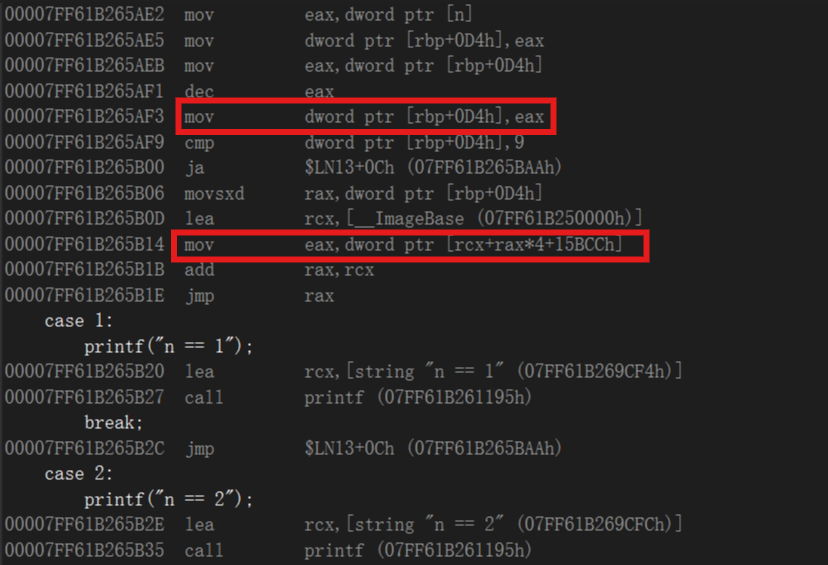 00007FF61B265AE2 mov eax,dword ptr [n]
00007FF61B265AE5 mov dword ptr [rbp+0D4h],eax
00007FF61B265AEB mov eax,dword ptr [rbp+0D4h]
00007FF61B265AF1 dec eax
00007FF61B265AF3 mov dword ptr [rbp+0D4h],eax
00007FF61B265AF9 cmp dword ptr [rbp+0D4h],9
00007FF61B265B00 ja $LN13+0Ch (07FF61B265BAAh)
00007FF61B265B06 movsxd rax,dword ptr [rbp+0D4h]
00007FF61B265B0D lea rcx,[__ImageBase (07FF61B250000h)]
00007FF61B265B14 mov eax,dword ptr [rcx+rax*4+15BCCh]
00007FF61B265B1B add rax,rcx
00007FF61B265B1E jmp rax
case 1:
printf("n == 1");
00007FF61B265B20 lea rcx,[string "n == 1" (07FF61B269CF4h)]
00007FF61B265B27 call printf (07FF61B261195h)
break;
00007FF61B265B2C jmp $LN13+0Ch (07FF61B265BAAh)
case 2:
printf("n == 2");
00007FF61B265B2E lea rcx,[string "n == 2" (07FF61B269CFCh)]
00007FF61B265B35 call printf (07FF61B261195h)